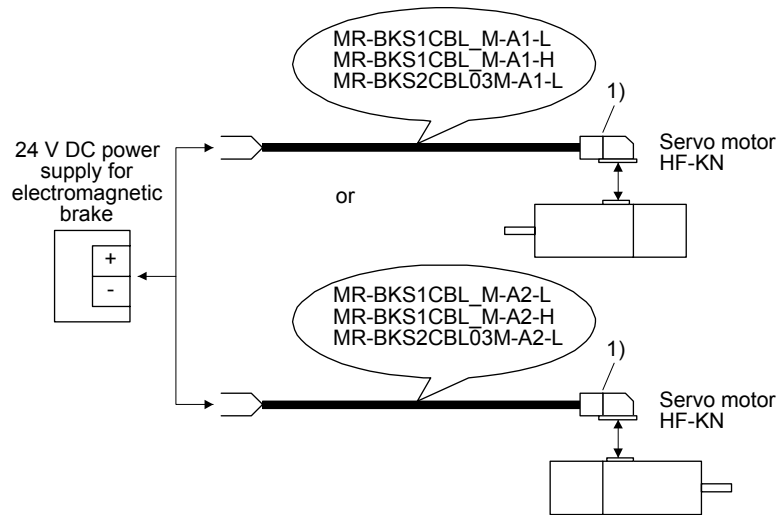 MR-BKS1CBL_M-A1-L
MR-BKS1CBL_M-A1-H
MR-BKS2CBL03M-A1-L
1)
Servo motor
HF-KN
24 V DC power
supply for
electromagnetic
brake
or
+
-
MR-BKS1CBL_M-A2-L
MR-BKS1CBL_M-A2-H
MR-BKS2CBL03M-A2-L
1)
Servo motor
HF-KN